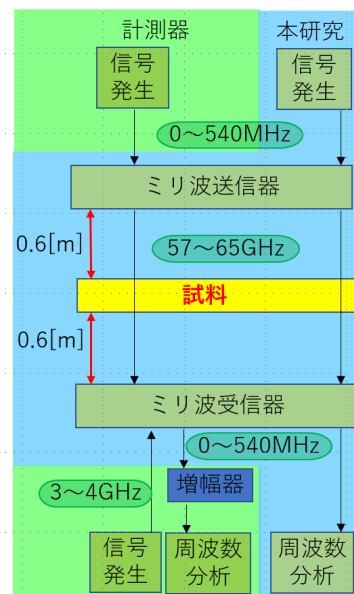 計測器
本研究
信号
発生
信号
発生
0～540MHz
ミリ波送信器
0.6[m]
57～65GHz
試料
0.6[m]
ミリ波受信器
0～540MHz
3～4GHz
増幅器
信号
発生
周波数
分析
周波数
分析